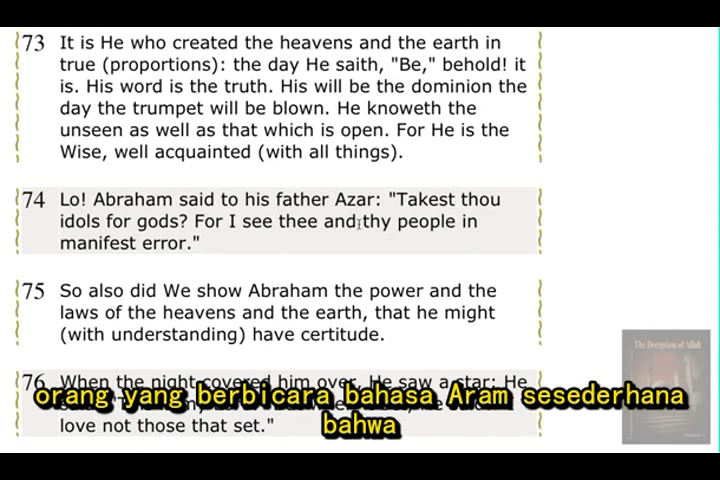 73 It is He who created the heavens and the earth in
true (proportions): the day He saith, "Be," behold! it
is. His word is the truth. His will be the dominion the
day the trumpet will be blown. He knoweth the
unseen as well as that which is open. For He is the
Wise, well acquainted (with all things).
74 Lo! Abraham said to his father Azar: "Takest thou
idols for gods? For I see thee and thy people in
manifest error."
75 So also did We show Abraham the power and the
laws of the heavens and the earth, that he might
(with understanding) have certitude.
76 When the night covered him over, He saw a star: He
love not those that set."
The Deception of Allah
orang yang berbicara bahasa Aram sesederhana
bahwa